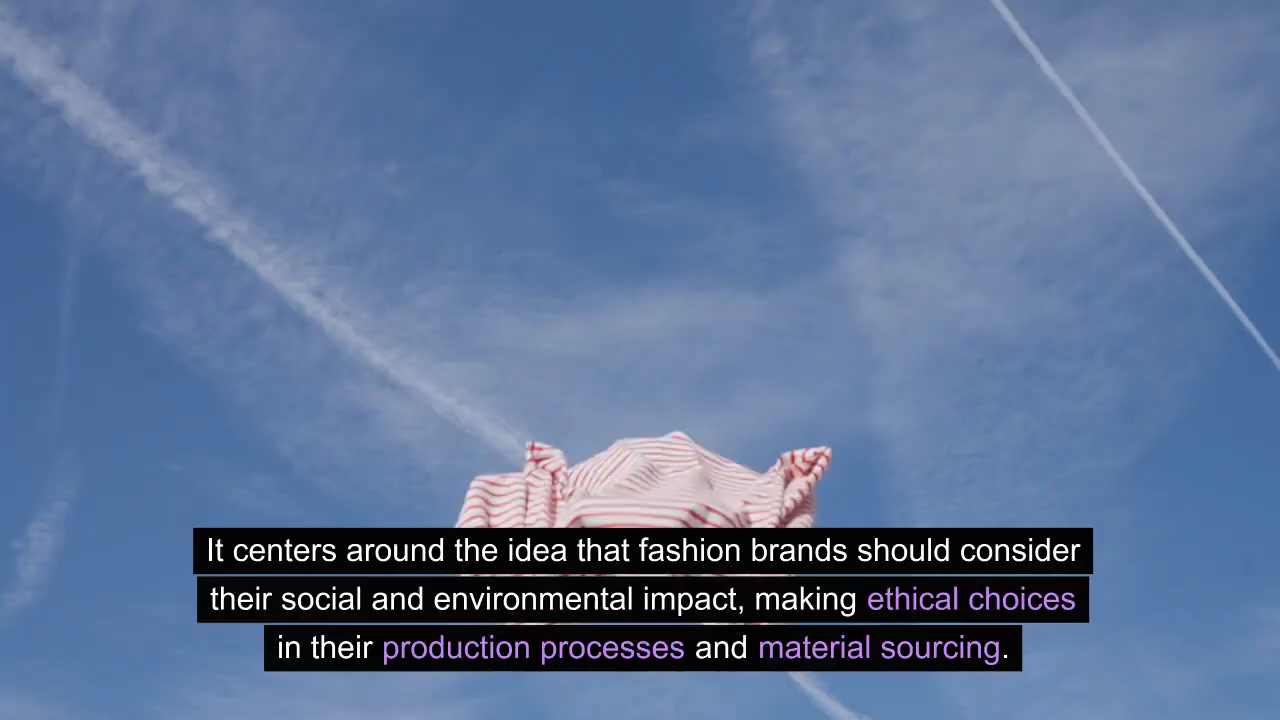 It centers around the idea that fashion brands should consider
their social and environmental impact, making ethical choices
in their production processes and material sourcing.